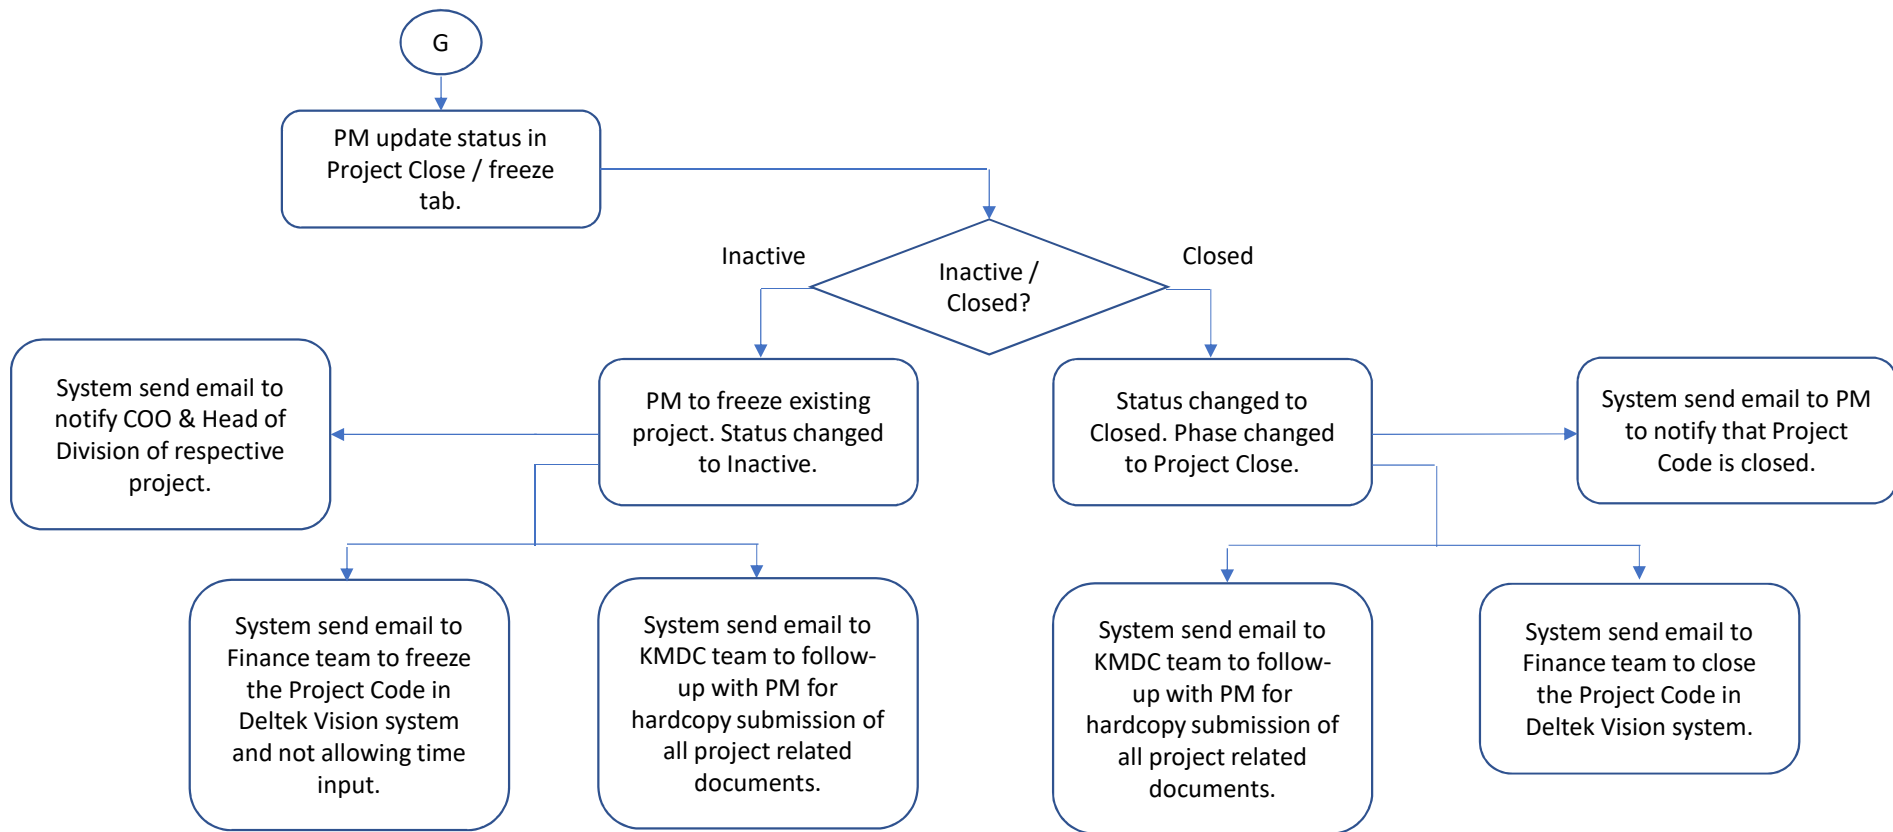 G
PM update status in
Project Close / freeze
tab.
Inactive
Closed
Inactive /
Closed?
System send email to
notify COO & Head of
Division of respective
project.
PM to freeze existing
project. Status changed
to Inactive.
Status changed to
Closed. Phase changed
to Project Close.
System send email to PM
to notify that Project
Code is closed.
System send email to
Finance team to freeze
the Project Code in
Deltek Vision system
and not allowing time
input.
System send email to
KMDC team to follow-
up with PM for
hardcopy submission of
all project related
documents.
System send email to
KMDC team to follow-
up with PM for
hardcopy submission of
all project related
documents.
System send email to
Finance team to close
the Project Code in
Deltek Vision system.